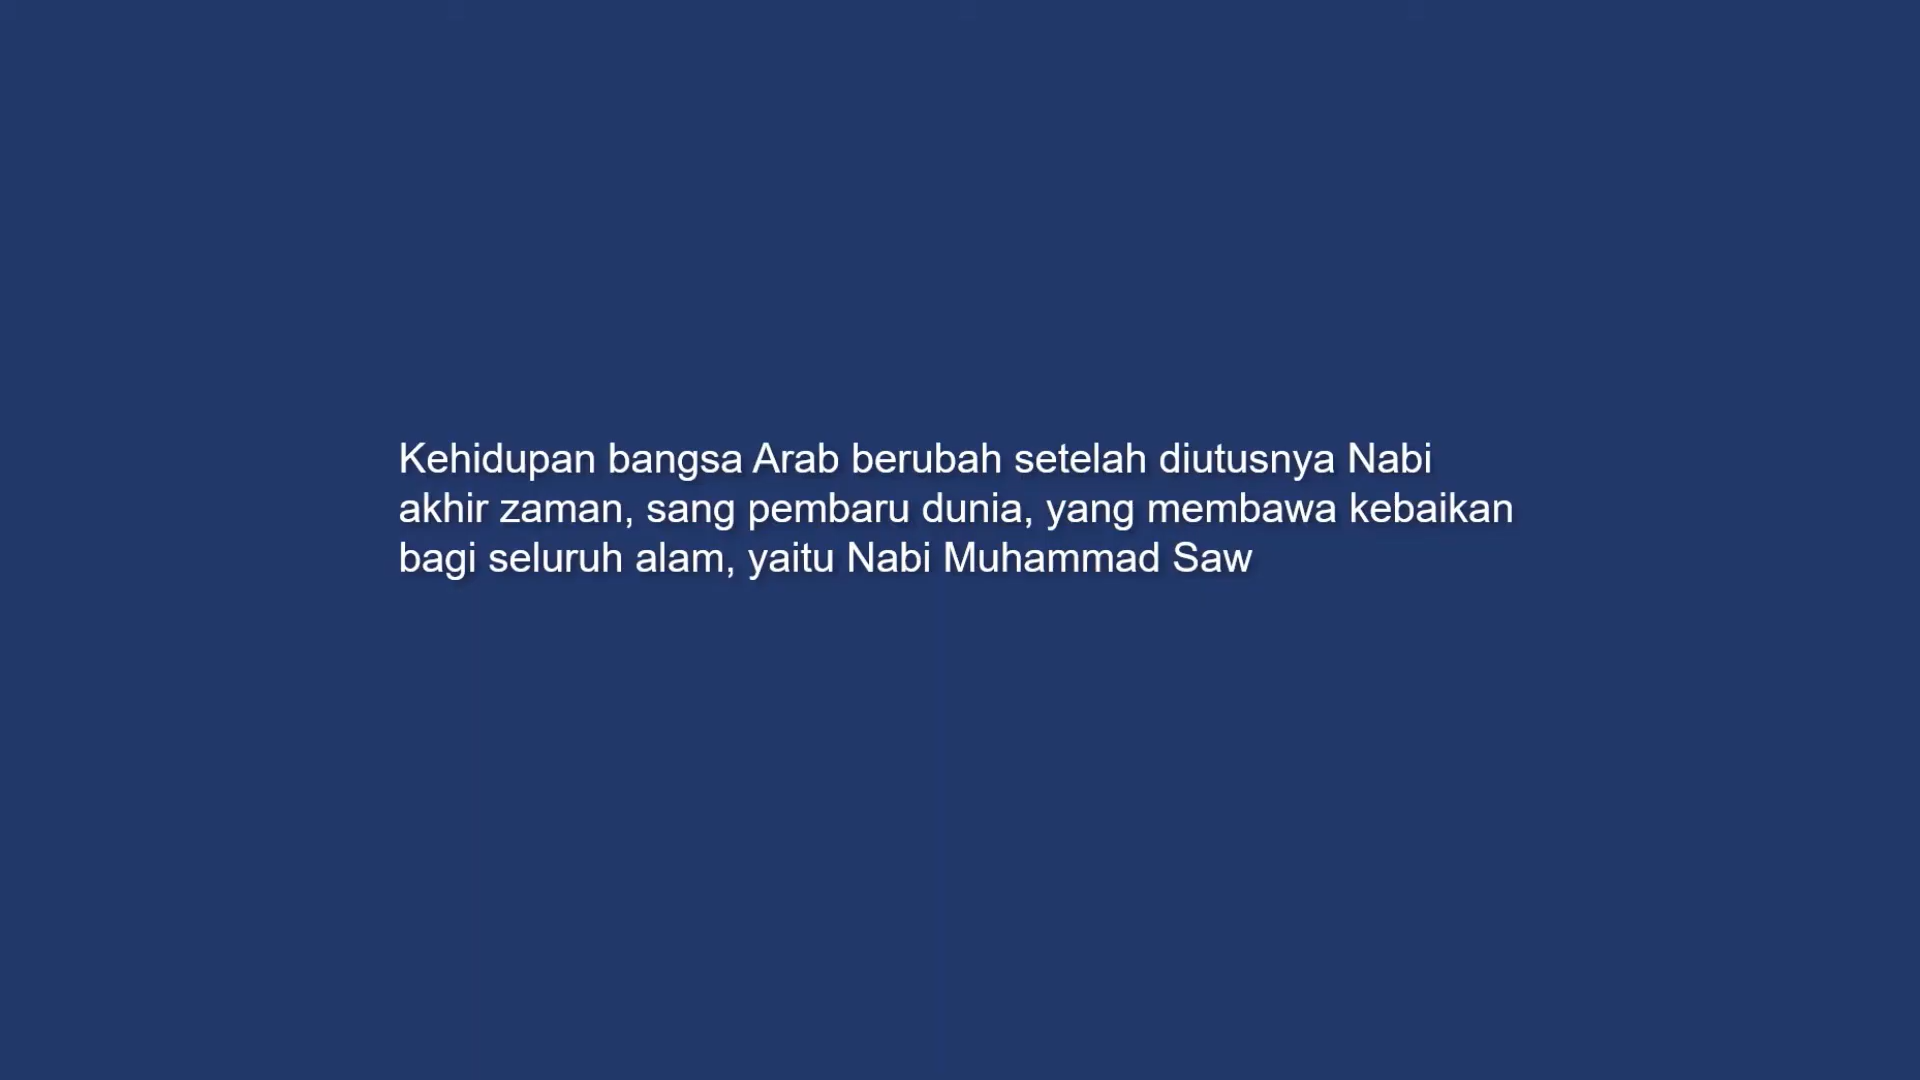 Kehidupan bangsa Arab berubah setelah diutusnya Nabi
akhir zaman, sang pembaru dunia, yang membawa kebaikan
bagi seluruh alam, yaitu Nabi Muhammad Saw